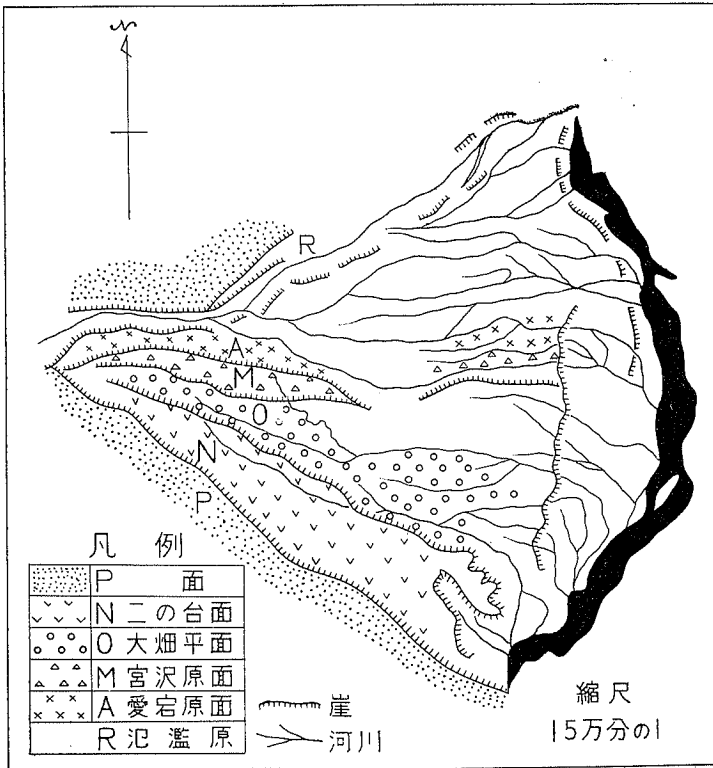 N
R
A
M
O
N
P
凡 例
P 面
N 二の台面
O 大畑平面
M 宮沢原面
A 愛宕原面
R 氾濫原
崖
河川
縮尺
15万分の1